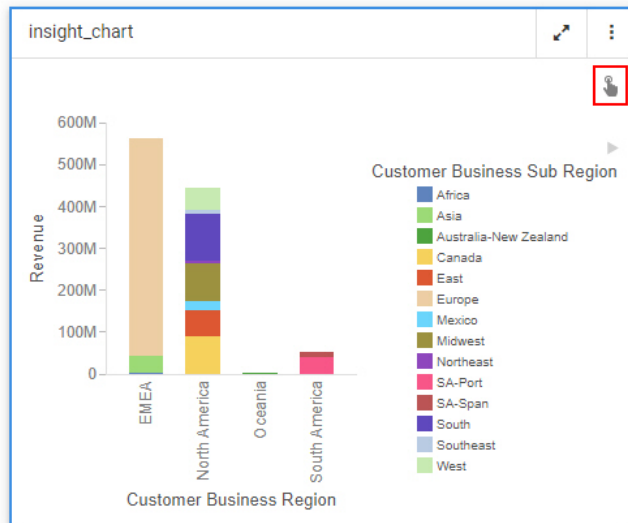 insight_chart
600M
500M
400M
300M
200M
100M
0
Revenue
EMEA
North America
Oceania
South America
Customer Business Region
Customer Business Sub Region
Africa
Asia
Australia-New Zealand
Canada
East
Europe
Mexico
Midwest
Northeast
SA-Port
SA-Span
South
Southeast
West